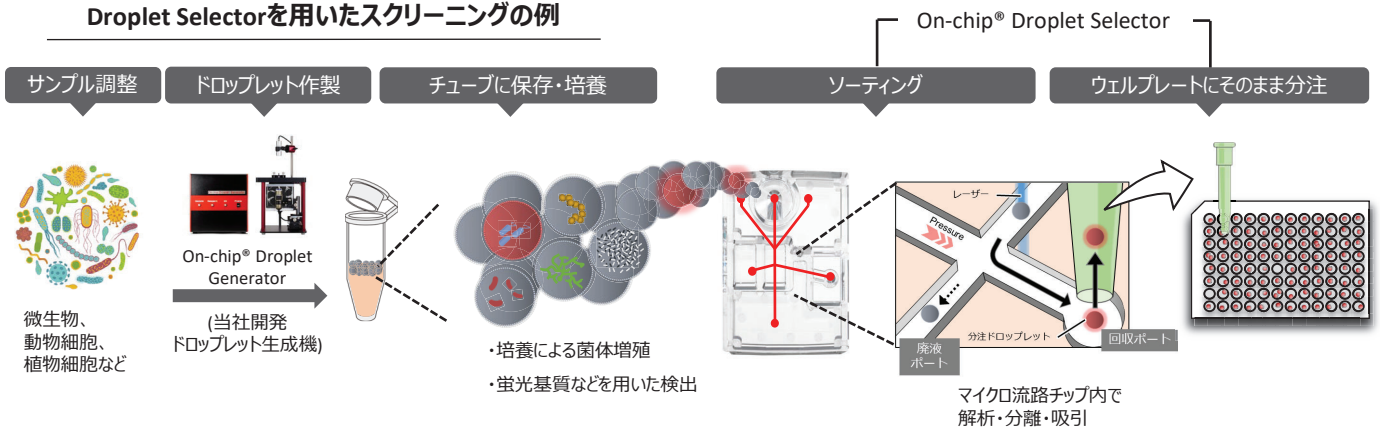 Droplet Selectorを用いたスクリーニングの例
On-chip® Droplet Selector
サンプル調整
ドロップレット作製
チューブに保存・培養
ソーティング
ウェルプレートにそのまま分注
On-chip® Droplet
Generator
(当社開発
ドロップレット生成機)
微生物、
動物細胞、
植物細胞など
・培養による菌体増殖
・蛍光基質などを用いた検出
レーザー
Pressure
分注ドロップレット
廃液
ポート
回収ポート
マイクロ流路チップ内で
解析・分離・吸引